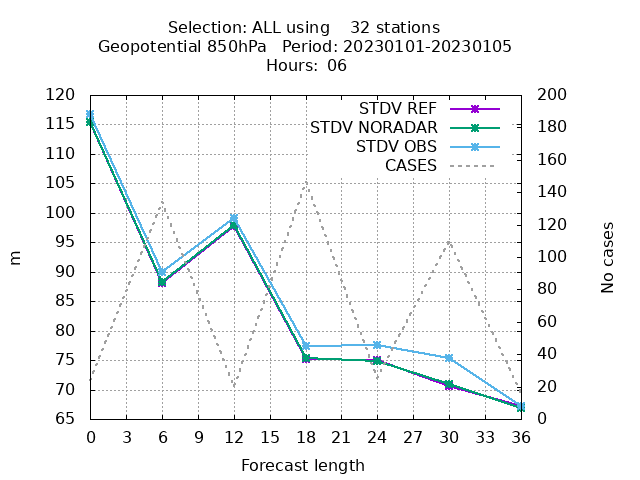 Selection: ALL using    32 stations
Geopotential 850hPa   Period: 20230101-20230105
Hours: 06
STDV REF
STDV NORADAR
STDV OBS
CASES
120
115
110
105
100
95
90
85
80
75
70
65
m
200
180
160
140
120
100
80
60
40
20
0
No cases
0 3 6 9 12 15 18 21 24 27 30 33 36
Forecast length